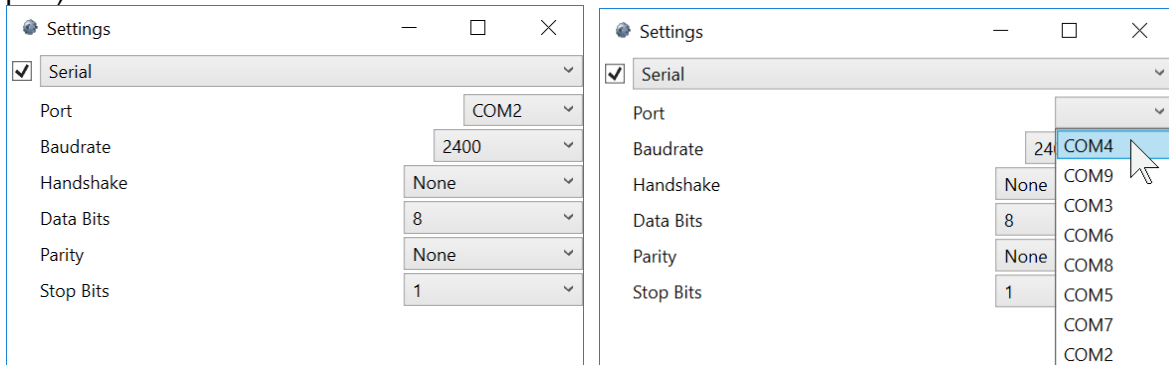 Settings
Serial
Port COM2
Baudrate 2400
Handshake None
Data Bits 8
Parity None
Stop Bits 1
Settings
Serial
Port
Baudrate
Handshake None
Data Bits 8
Parity None
Stop Bits 1
COM4
COM9
COM3
COM6
COM8
COM5
COM7
COM2